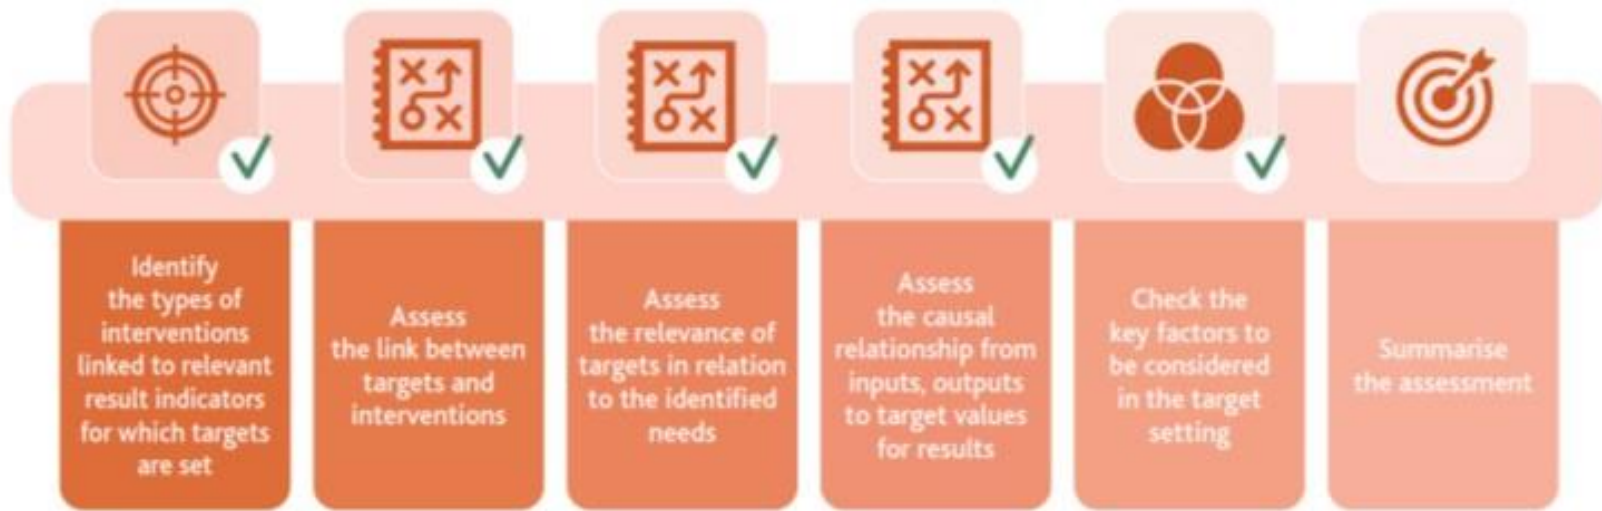 Identify
the types of
interventions
linked to relevant
result indicators
for which targets
are set
Assess
the link between
targets and
interventions
Assess
the relevance of
targets in relation
to the identified
needs
Assess
the causal
relationship from
inputs, outputs
to target values
for results
Check the
key factors to
be considered
in the target
setting
Summarise
the assessment